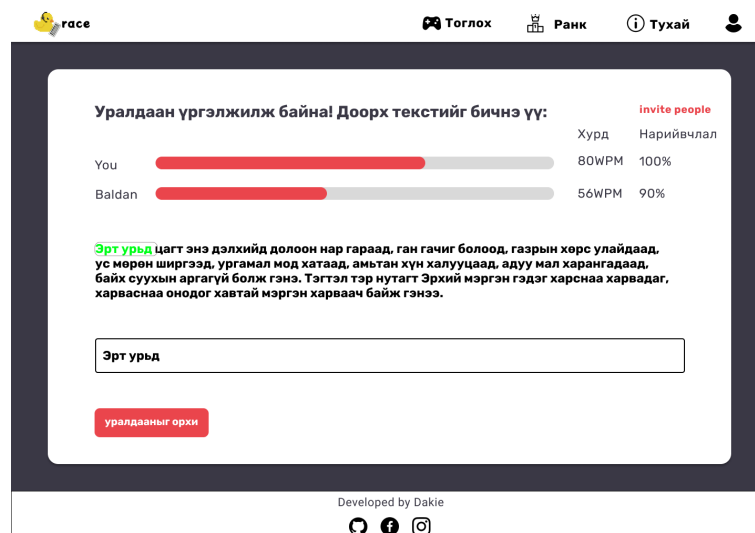 race
Тоглох
Ранк
Тухай
Уралдаан үргэлжилж байна! Доорх текстийг бичнэ үү:
invite people
Хурд Нарийвчлал
You 80WPM 100%
Baldan 56WPM 90%
Эрт урьд цагт энэ дэлхийд долоон нар гараад, ган гачиг болоод, газрын хөрс улайдаад,
ус мөрөн ширгээд, ургамал мод хатаад, амьтан хүн халууцаад, адуу мал харангадаад,
байх суухын аргагүй болж гэнэ. Тэгтэл тэр нутагт Эрхий мэргэн гэдэг харснаа харвадаг,
харваснаа онодог хавтай мэргэн харваач байж гэнээ.
Эрт урьд
уралдааныг орхи
Developed by Dakie